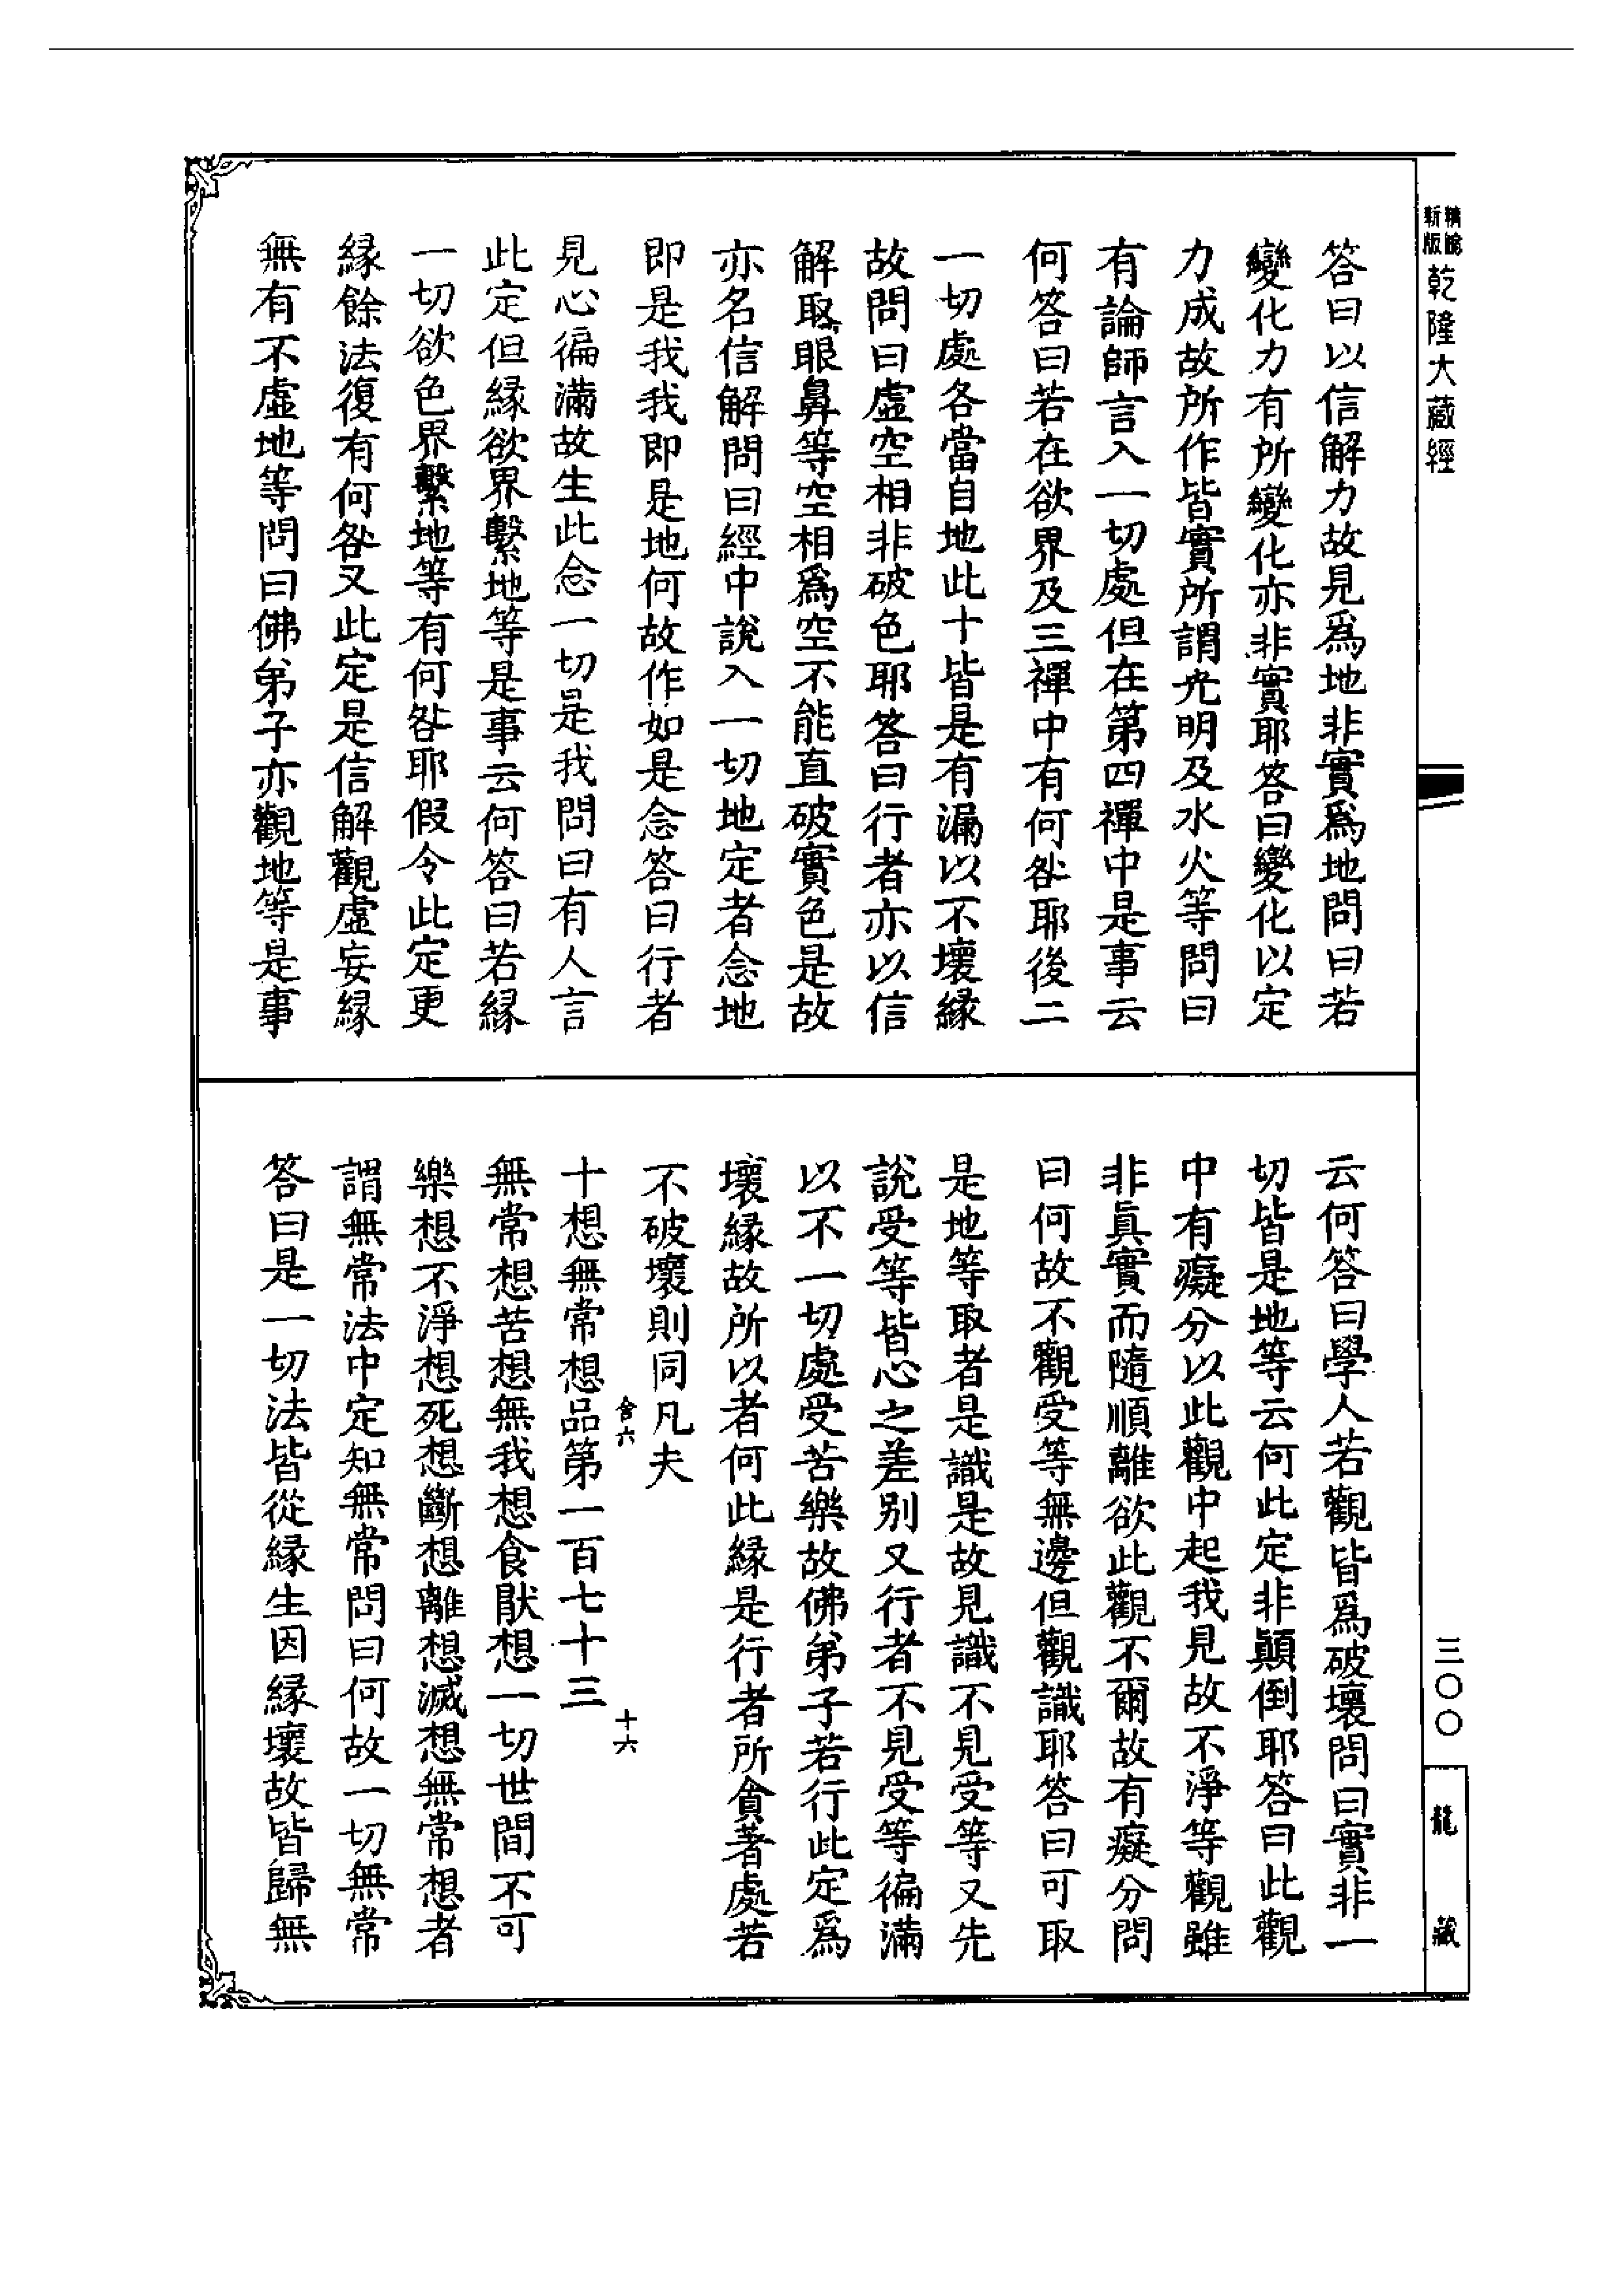 新版精繪
乾隆大藏經
三〇〇
龍藏
答曰以信解力故見爲地非實爲地問曰若
變化力有所變化亦非實耶答曰變化以定
力成故所作皆實所謂光明及水火等問曰
有論師言入一切處但在第四禪中是事云
何答曰若在欲界及三禪中有何咎耶後二
一切處各當自地此十皆是有漏以不壞緣
故問曰虛空相非破色耶答曰行者亦以信
解取眼鼻等空相爲空不能直破實色是故
亦名信解問曰經中說入一切地定者念地
即是我我即是地何故作如是念答曰行者
見心徧滿故生此念一切是我問曰有人言
此定但緣欲界繫地等是事云何答曰若緣
一切欲色界繫地等有何咎耶假令此定更
緣餘法復有何咎又此定是信解觀虛妄緣
無有不虛地等問曰佛弟子亦觀地等是事
云何答曰學人若觀皆爲破壞問曰實非一
切皆是地等云何此定非顛倒耶答曰此觀
中有癡分以此觀中起我見故不淨等觀雖
非眞實而隨順離欲此觀不爾故有癡分問
曰何故不觀受等無邊但觀識耶答曰可取
是地等取者是識是故見識不見受等又先
說受等皆心之差別又行者不見受等徧滿
以不一切處受苦樂故佛弟子若行此定爲
壞緣故所以者何此緣是行者所貪著處若
不破壞則同凡夫
舍六
十六
十想無常想品第一百七十三
無常想苦想無我想食猒想一切世間不可
樂想不淨想死想斷想離想滅想無常想者
謂無常法中定知無常問曰何故一切無常
答曰是一切法皆從緣生因緣壞故皆歸無